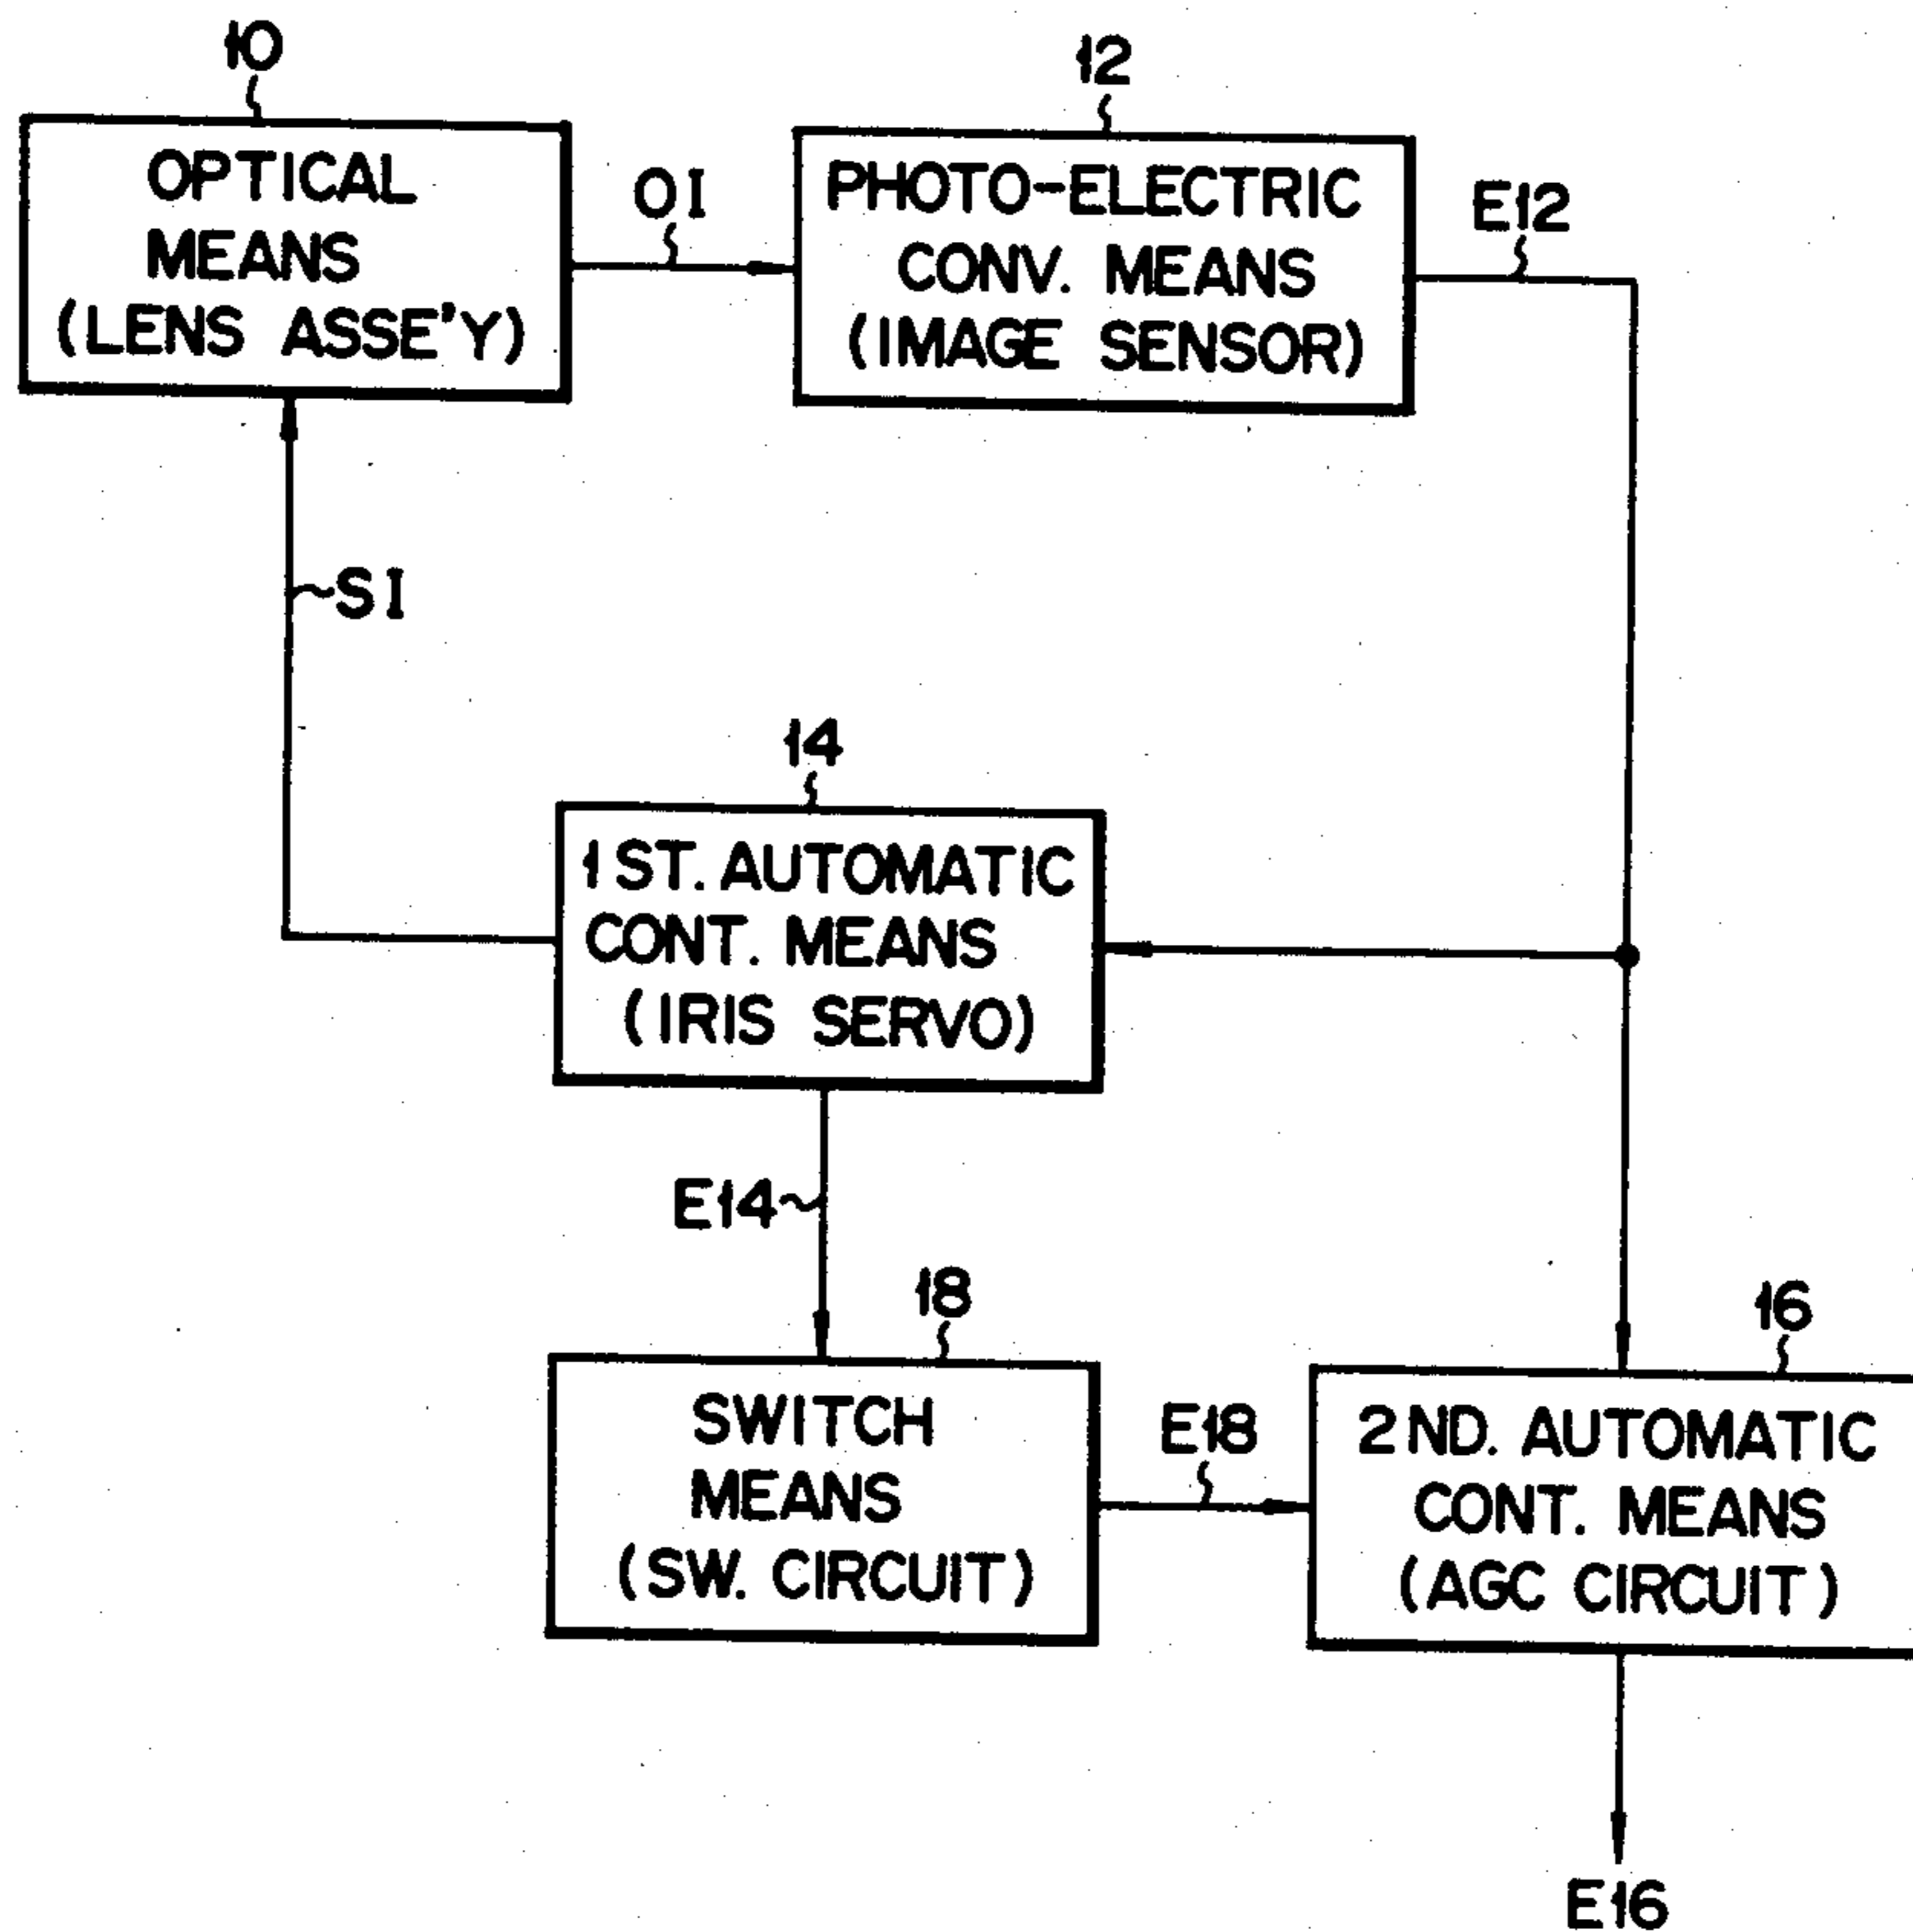 10
OPTICAL
MEANS
(LENS ASSE'Y)
OI
12
PHOTO-ELECTRIC
CONV. MEANS
(IMAGE SENSOR)
E12
SI
14
1ST. AUTOMATIC
CONT. MEANS
(IRIS SERVO)
E14
18
SWITCH
MEANS
(SW. CIRCUIT)
E18
16
2ND. AUTOMATIC
CONT. MEANS
(AGC CIRCUIT)
E16